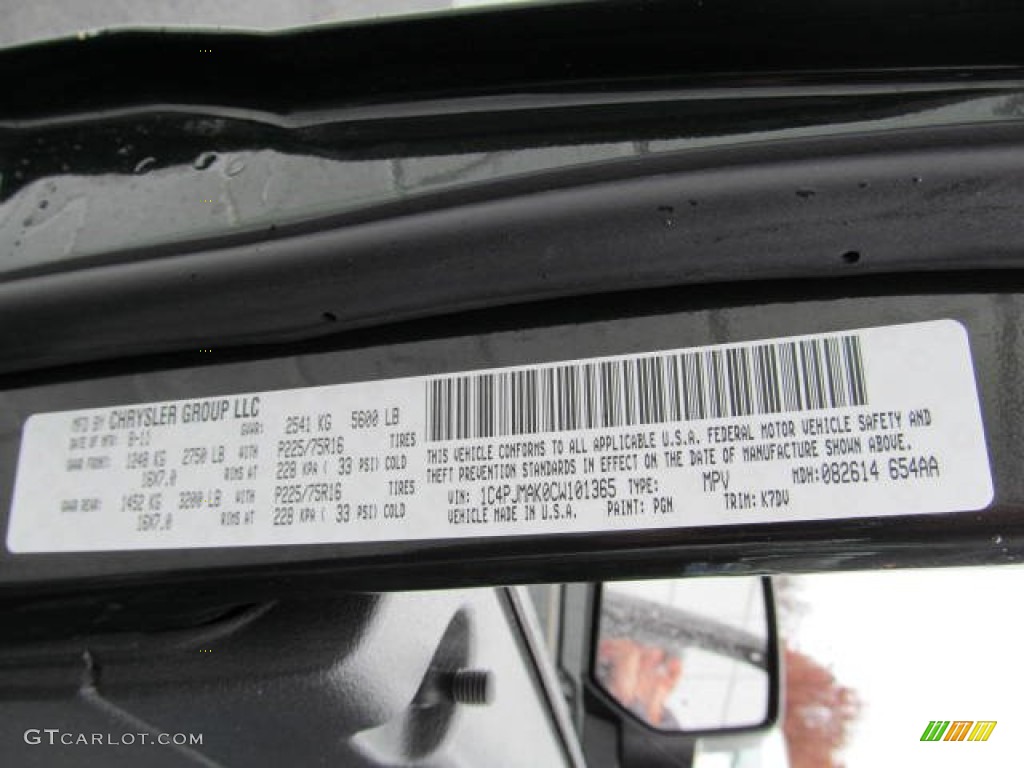 MFD BY: CHRYSLER GROUP LLC
DATE OF MFR: 8-11 GVWR: 2541 KG 5600 LB
GAWR FRONT: 1248 KG 2750 LB WITH P225/75R16 TIRES
16X7.0 RIMS AT 228 KPA ( 33 PSI) COLD
GAWR REAR: 1452 KG 3200 LB WITH P225/75R16 TIRES
16X7.0 RIMS AT 228 KPA ( 33 PSI) COLD
THIS VEHICLE CONFORMS TO ALL APPLICABLE U.S.A. FEDERAL MOTOR VEHICLE SAFETY AND
THEFT PREVENTION STANDARDS IN EFFECT ON THE DATE OF MANUFACTURE SHOWN ABOVE.
VIN: 1C4PJMAK0CW101365 TYPE: MPV MDH:082614 654AA
VEHICLE MADE IN U.S.A. PAINT: PGN TRIM: K7DV
GTCARLOT.COM